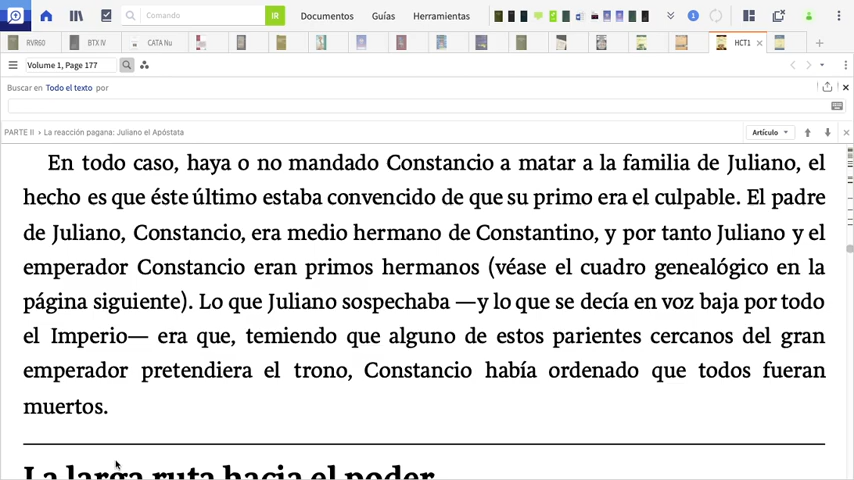 Comando
IR
Documentos
Guías
Herramientas
1
RVR60
BTX IV
CATA Nu
HCT1
Volume 1, Page 177
Buscar en Todo el texto por
PARTE II › La reacción pagana: Juliano el Apóstata
Artículo
En todo caso, haya o no mandado Constancio a matar a la familia de Juliano, el
hecho es que éste último estaba convencido de que su primo era el culpable. El padre
de Juliano, Constancio, era medio hermano de Constantino, y por tanto Juliano y el
emperador Constancio eran primos hermanos (véase el cuadro genealógico en la
página siguiente). Lo que Juliano sospechaba —y lo que se decía en voz baja por todo
el Imperio— era que, temiendo que alguno de estos parientes cercanos del gran
emperador pretendiera el trono, Constancio había ordenado que todos fueran
muertos.
La larga ruta hacia el poder